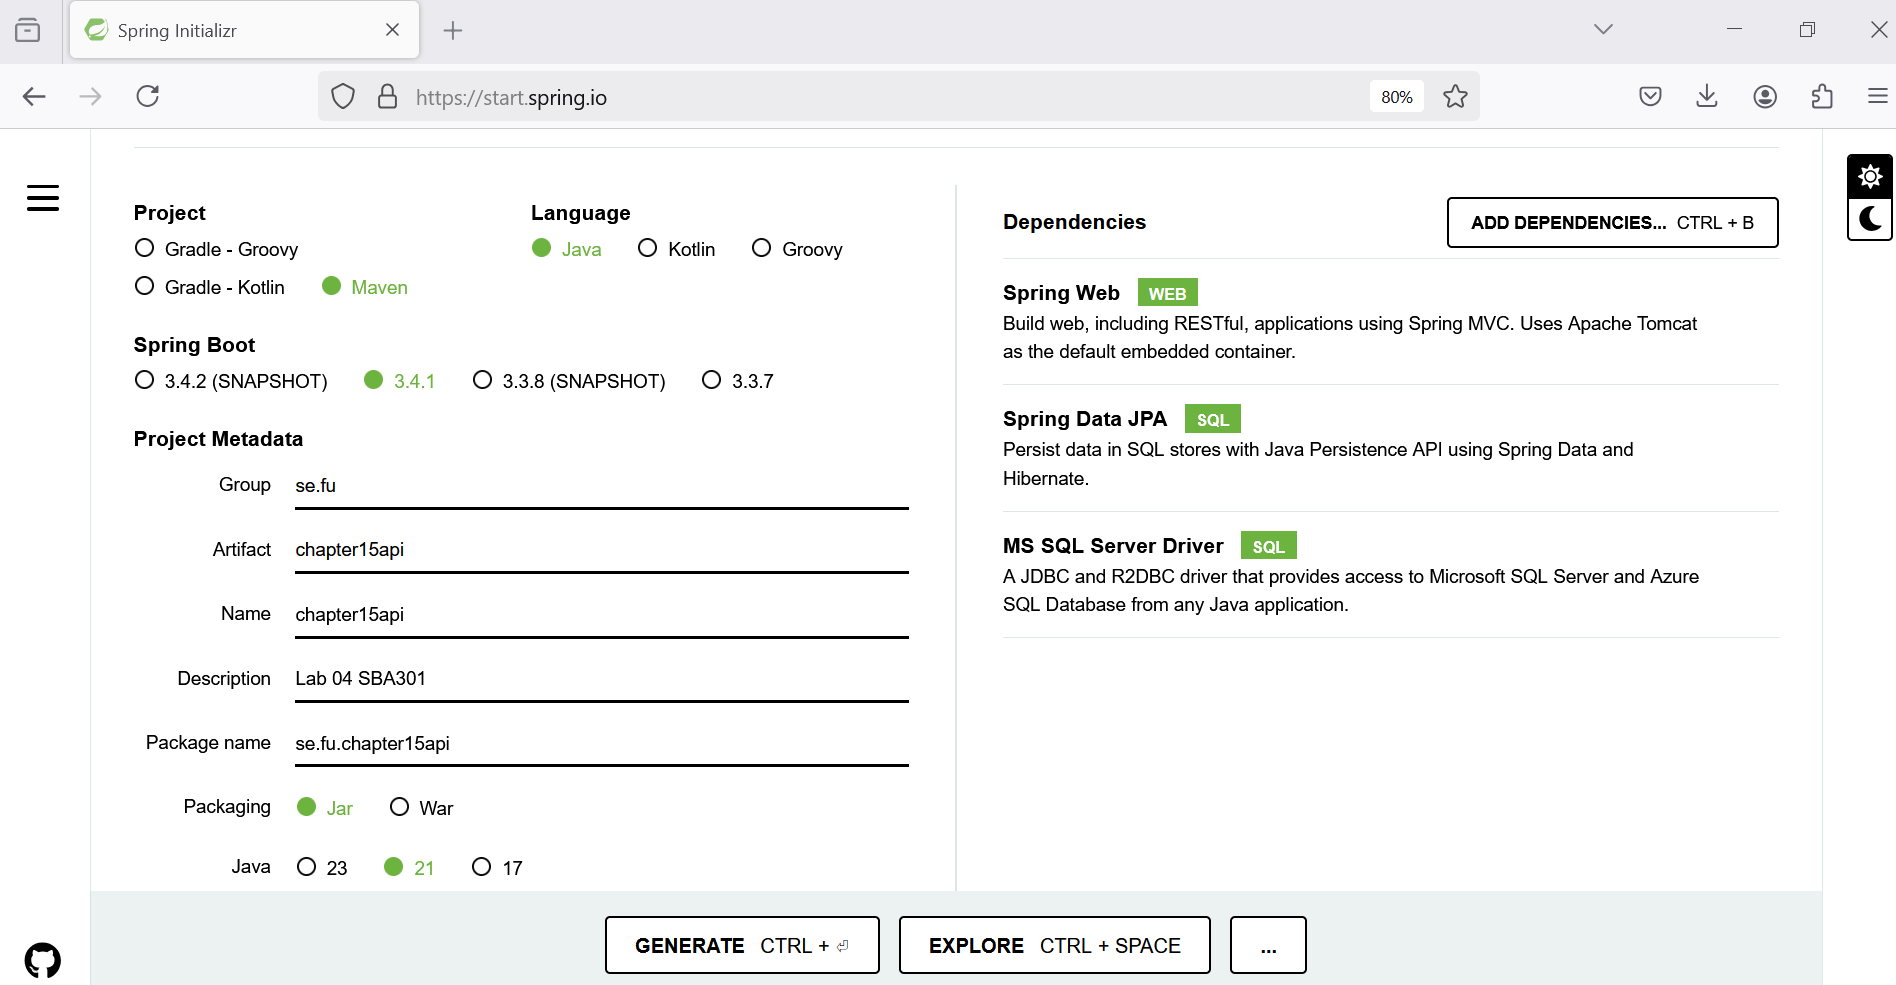 Spring Initializr
https://start.spring.io
80%
Project
Gradle - Groovy
Gradle - Kotlin
Maven
Language
Java
Kotlin
Groovy
Spring Boot
3.4.2 (SNAPSHOT)
3.4.1
3.3.8 (SNAPSHOT)
3.3.7
Project Metadata
Group
se.fu
Artifact
chapter15api
Name
chapter15api
Description
Lab 04 SBA301
Package name
se.fu.chapter15api
Packaging
Jar
War
Java
23
21
17
Dependencies
ADD DEPENDENCIES... CTRL + B
Spring Web WEB
Build web, including RESTful, applications using Spring MVC. Uses Apache Tomcat
as the default embedded container.
Spring Data JPA SQL
Persist data in SQL stores with Java Persistence API using Spring Data and
Hibernate.
MS SQL Server Driver SQL
A JDBC and R2DBC driver that provides access to Microsoft SQL Server and Azure
SQL Database from any Java application.
GENERATE CTRL + ⏎
EXPLORE CTRL + SPACE
...